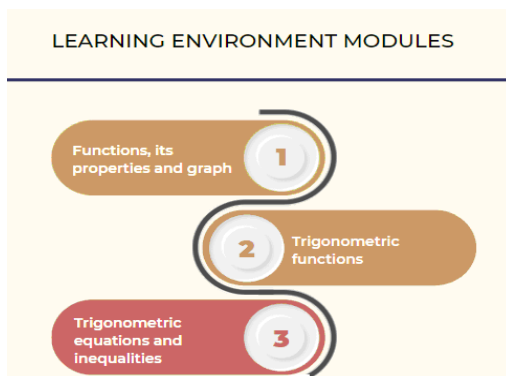 LEARNING ENVIRONMENT MODULES
Functions, its
properties and graph
1
2
Trigonometric
functions
Trigonometric
equations and
inequalities
3